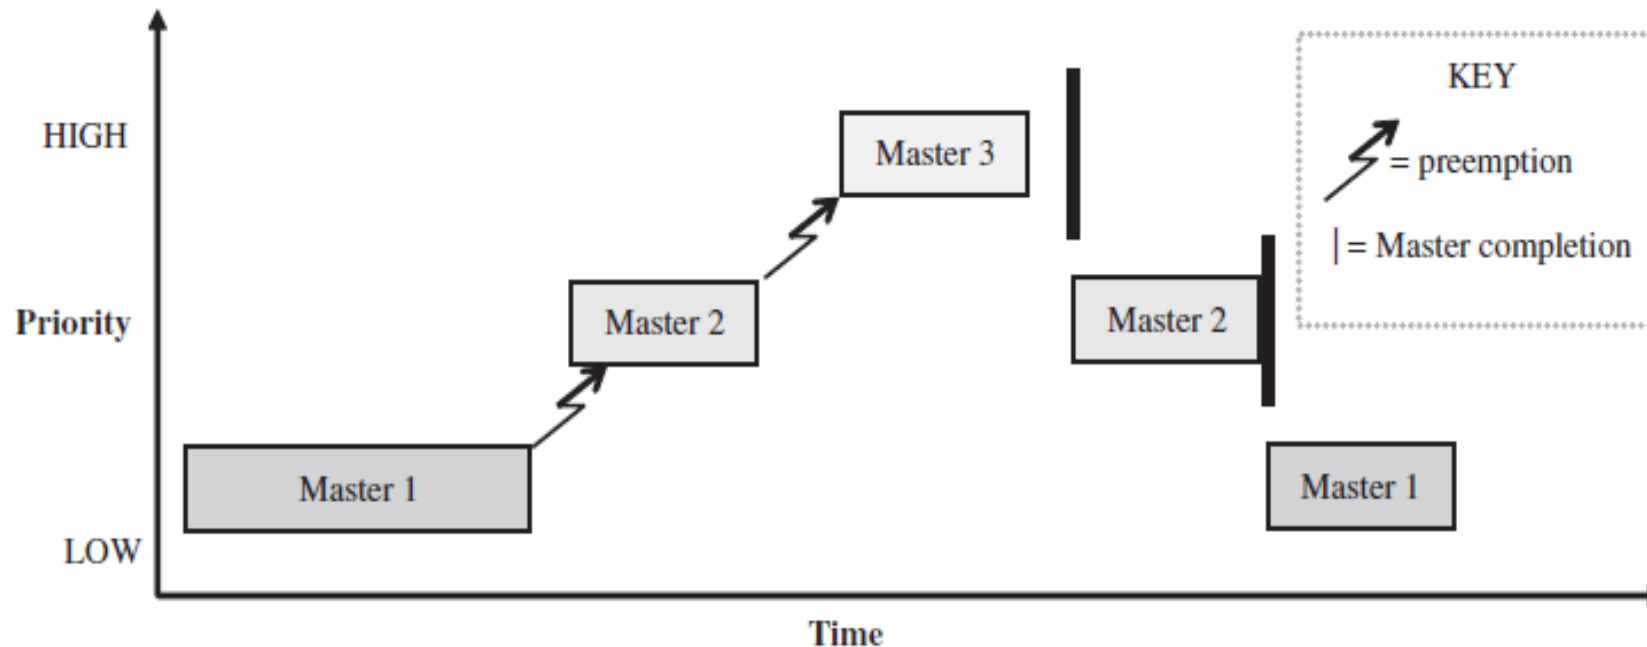 KEY
HIGH
Master 3
= preemption
| = Master completion
Priority
Master 2
Master 2
Master 1
Master 1
LOW
Time